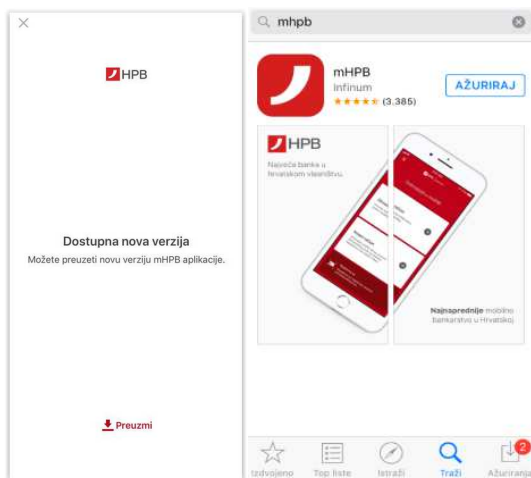 HPB
Dostupna nova verzija
Možete preuzeti novu verziju mHPB aplikacije.
Preuzmi
mhpb
mHPB
Infinum
(3.385)
AŽURIRAJ
HPB
Najveća banka u
hrvatskom vlasništvu.
Najnaprednije mobilno
bankarstvo u Hrvatskoj
2
Izdvojeno Top liste Istraži Traži Ažuriranja